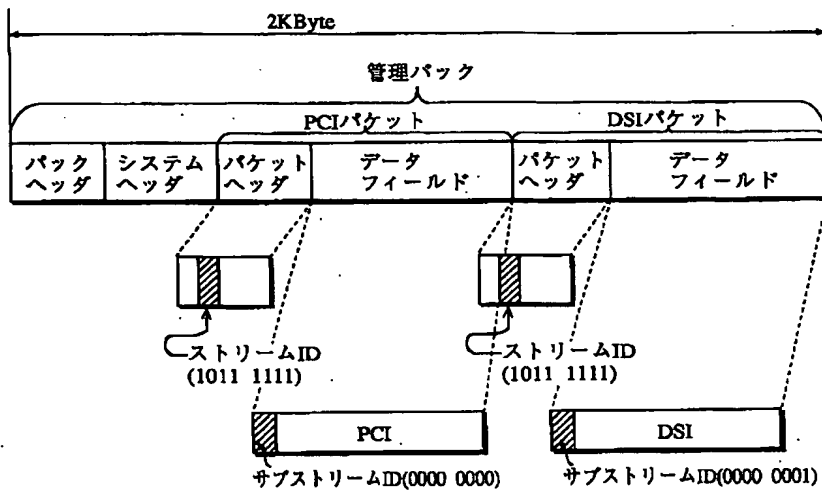 2KByte
管理パック
PCIパケット
DSIパケット
パック
ヘッダ
システム
ヘッダ
パケット
ヘッダ
データ
フィールド
パケット
ヘッダ
データ
フィールド
ストリームID
(1011 1111)
ストリームID
(1011 1111)
PCI
DSI
サブストリームID(0000 0000)
サブストリームID(0000 0001)